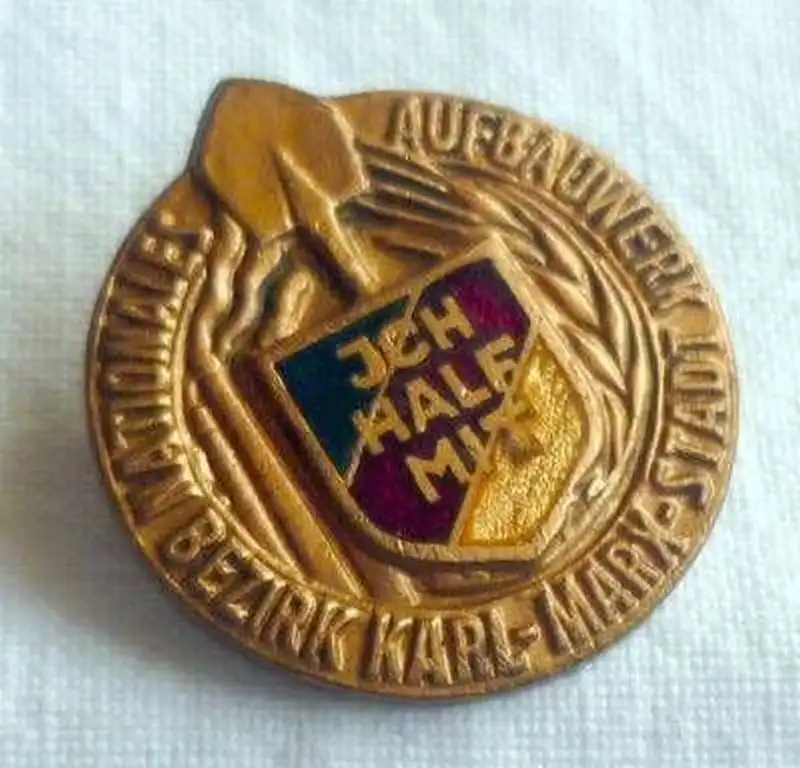 NATIONALES AUFBAUWERK
BEZIRK KARL-MARX-STADT
JCH
HALF
MIT